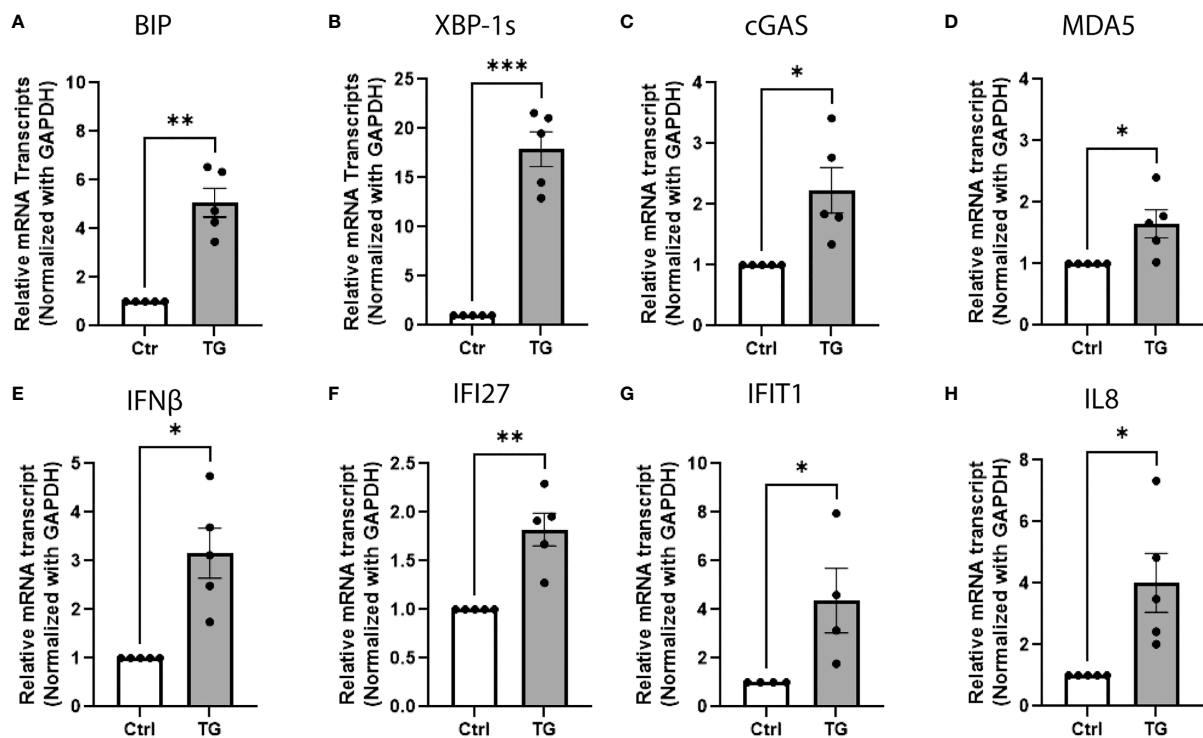 A
BIP
Relative mRNA Transcripts
(Normalized with GAPDH)
10
8
6
4
2
0
**
Ctr
TG
B
XBP-1s
Relative mRNA Transcripts
(Normalized with GAPDH)
25
20
15
10
5
0
***
Ctr
TG
C
cGAS
Relative mRNA transcript
(Normalized with GAPDH)
4
3
2
1
0
*
Ctrl
TG
D
MDA5
Relative mRNA transcript
(Normalized with GAPDH)
4
3
2
1
0
*
Ctrl
TG
E
IFNβ
Relative mRNA transcript
(Normalized with GAPDH)
5
4
3
2
1
0
*
Ctrl
TG
F
IFI27
Relative mRNA transcript
(Normalized with GAPDH)
2.5
2.0
1.5
1.0
0.5
0.0
**
Ctrl
TG
G
IFIT1
Relative mRNA transcript
(Normalized with GAPDH)
10
8
6
4
2
0
*
Ctrl
TG
H
IL8
Relative mRNA transcript
(Normalized with GAPDH)
8
6
4
2
0
*
Ctrl
TG